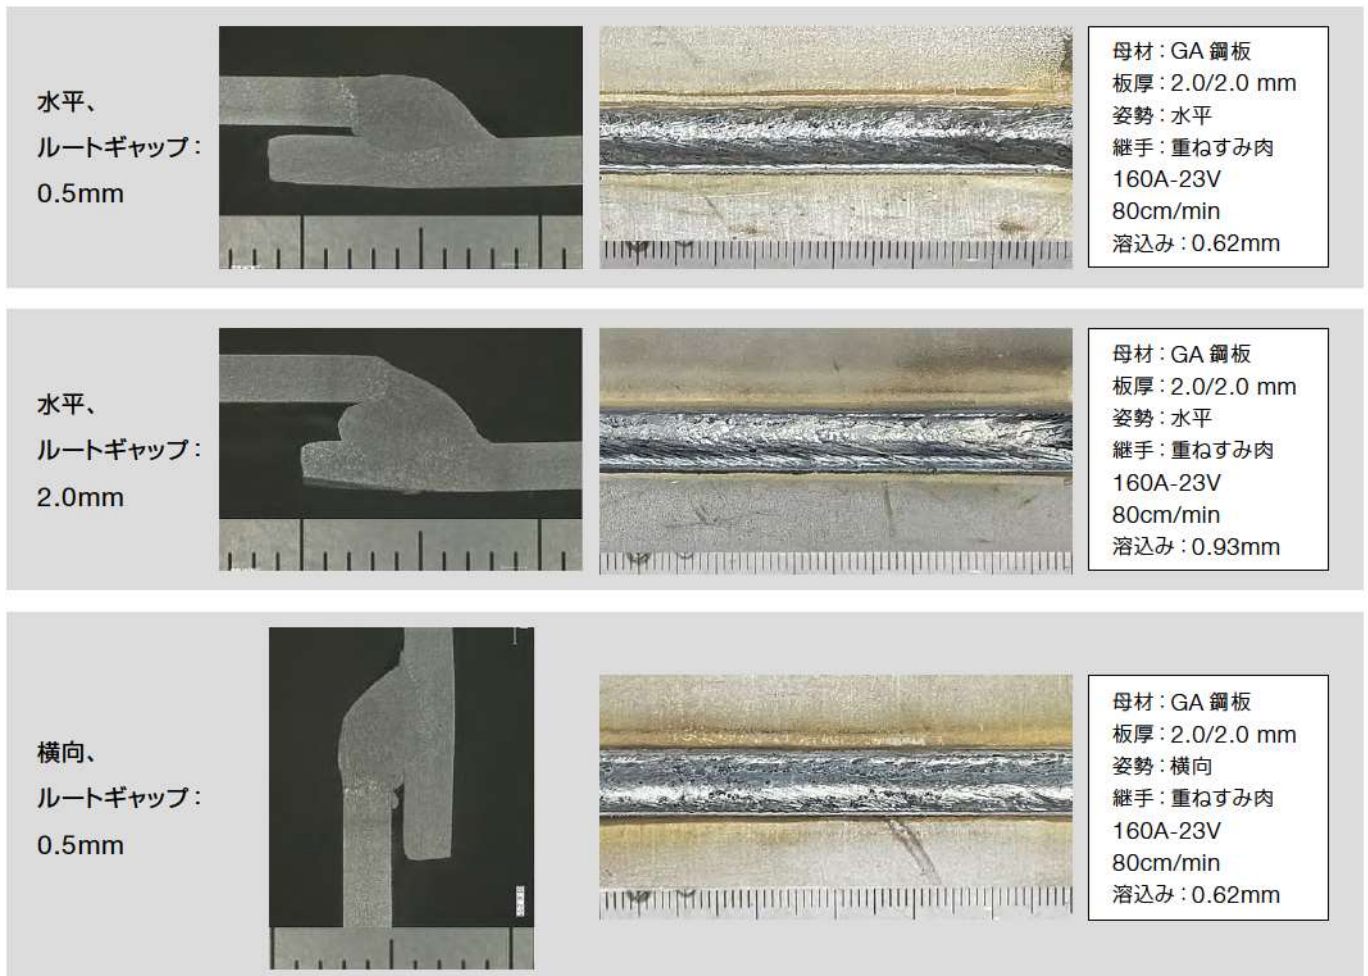 水平、
ルートギャップ：
0.5mm
母材：GA 鋼板
板厚：2.0/2.0 mm
姿勢：水平
継手：重ねすみ肉
160A-23V
80cm/min
溶込み：0.62mm
水平、
ルートギャップ：
2.0mm
母材：GA 鋼板
板厚：2.0/2.0 mm
姿勢：水平
継手：重ねすみ肉
160A-23V
80cm/min
溶込み：0.93mm
横向、
ルートギャップ：
0.5mm
母材：GA 鋼板
板厚：2.0/2.0 mm
姿勢：横向
継手：重ねすみ肉
160A-23V
80cm/min
溶込み：0.62mm